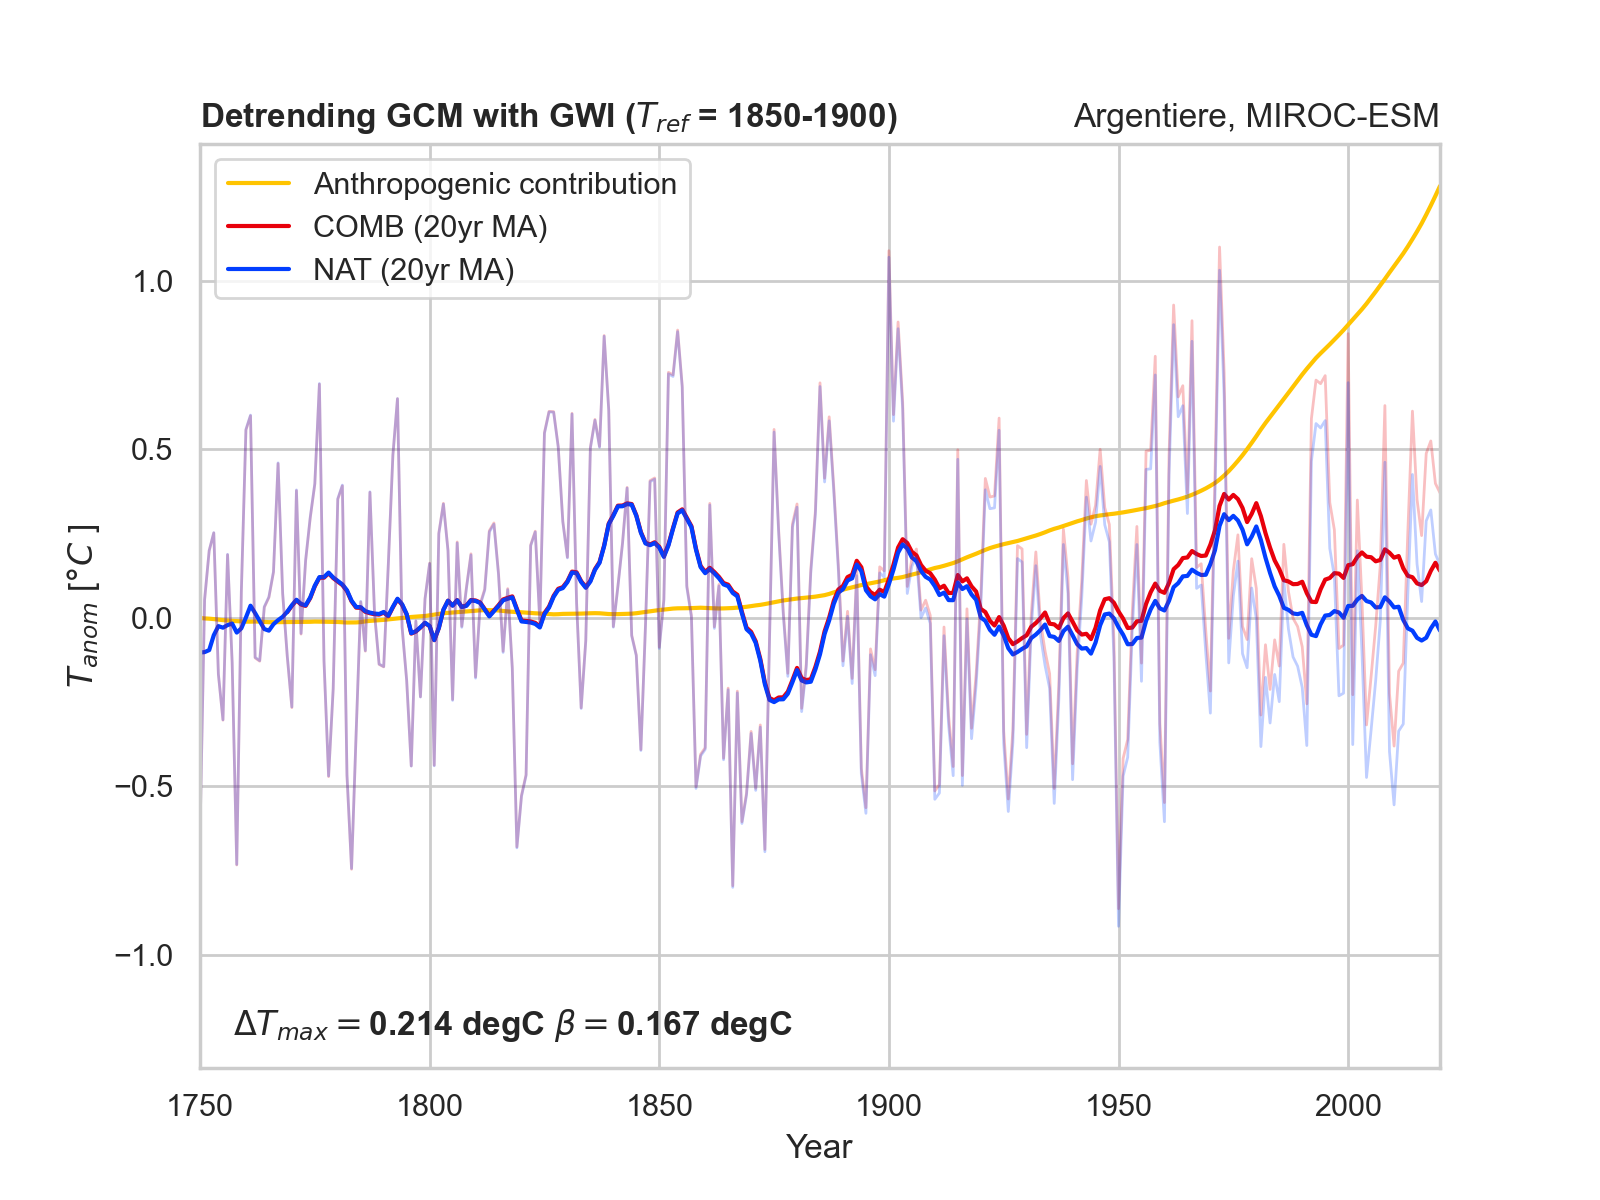 Detrending GCM with GWI (T_ref = 1850-1900) Argentiere, MIROC-ESM
Anthropogenic contribution
COMB (20yr MA)
NAT (20yr MA)
1.0
0.5
0.0
−0.5
−1.0
T_anom [°C ]
ΔT_max = 0.214 degC β = 0.167 degC
1750 1800 1850 1900 1950 2000
Year